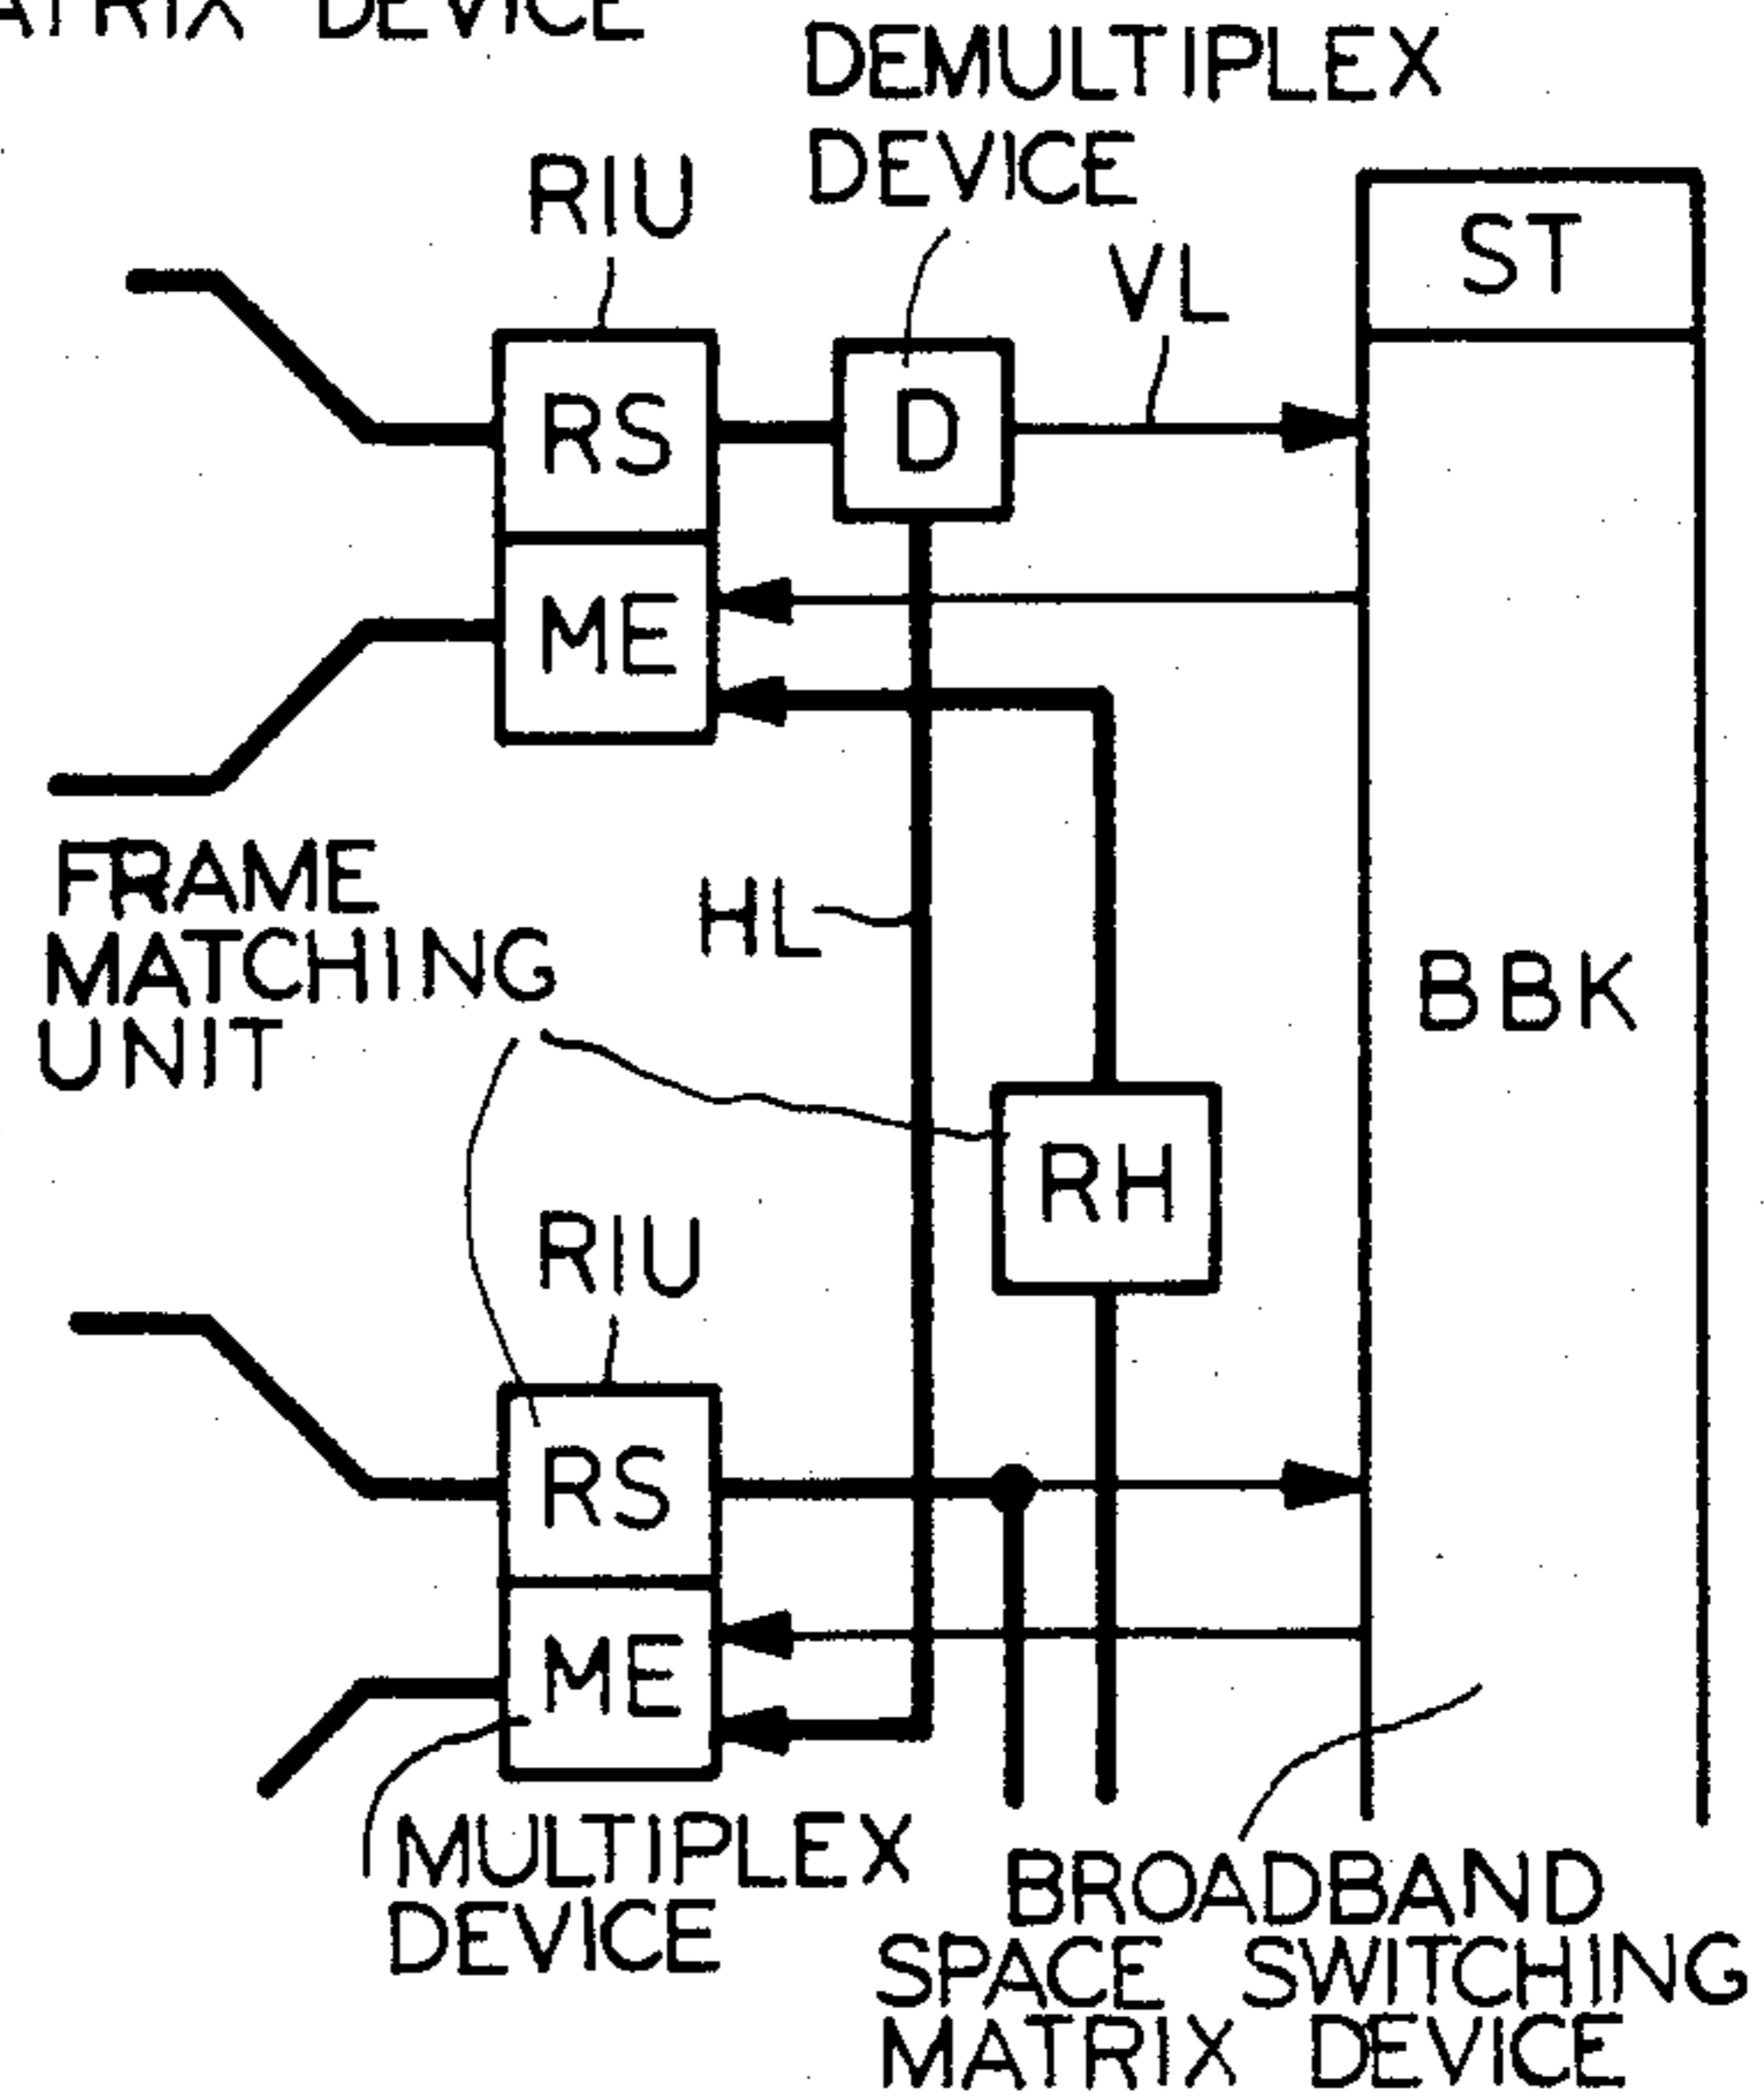 MATRIX DEVICE
DEMULTIPLEX
DEVICE
RIU
VL
ST
RS
D
ME
FRAME
MATCHING
UNIT
HL
BBK
RH
RIU
RS
ME
MULTIPLEX
DEVICE
BROADBAND
SPACE SWITCHING
MATRIX DEVICE